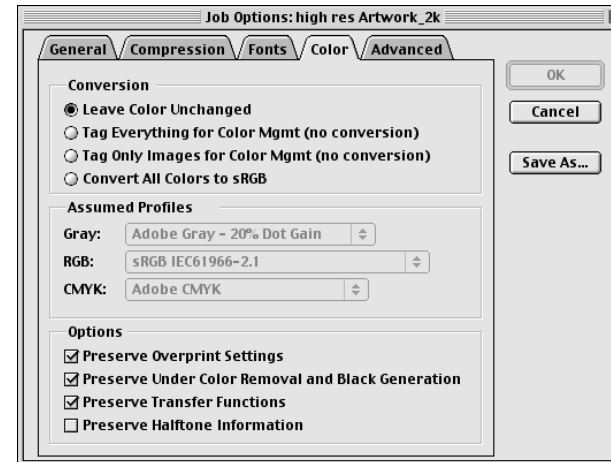 Job Options: high res Artwork_2k
General Compression Fonts Color Advanced
Conversion
Leave Color Unchanged
Tag Everything for Color Mgmt (no conversion)
Tag Only Images for Color Mgmt (no conversion)
Convert All Colors to sRGB
Assumed Profiles
Gray: Adobe Gray - 20% Dot Gain
RGB: sRGB IEC61966-2.1
CMYK: Adobe CMYK
Options
Preserve Overprint Settings
Preserve Under Color Removal and Black Generation
Preserve Transfer Functions
Preserve Halftone Information
OK
Cancel
Save As...